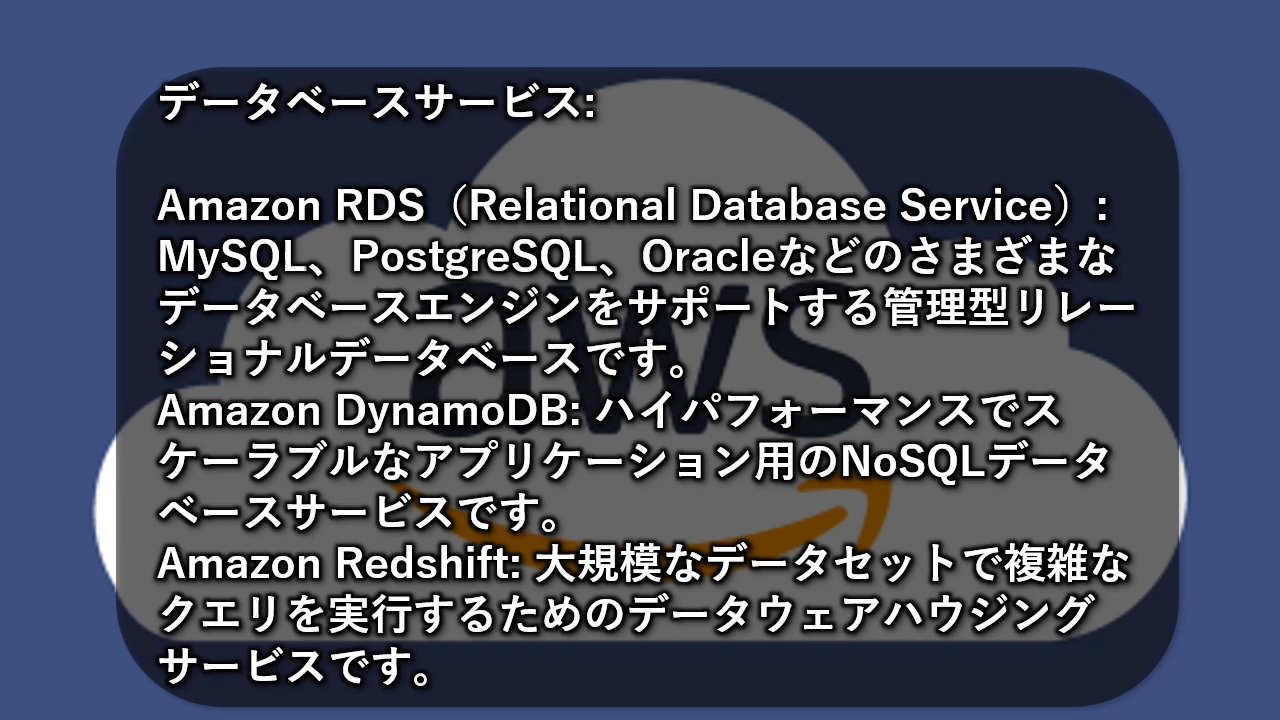 データベースサービス:
Amazon RDS（Relational Database Service）:
MySQL、PostgreSQL、Oracleなどのさまざまな
データベースエンジンをサポートする管理型リレー
ショナルデータベースです。
Amazon DynamoDB: ハイパフォーマンスでス
ケーラブルなアプリケーション用のNoSQLデータ
ベースサービスです。
Amazon Redshift: 大規模なデータセットで複雑な
クエリを実行するためのデータウェアハウジング
サービスです。
aws